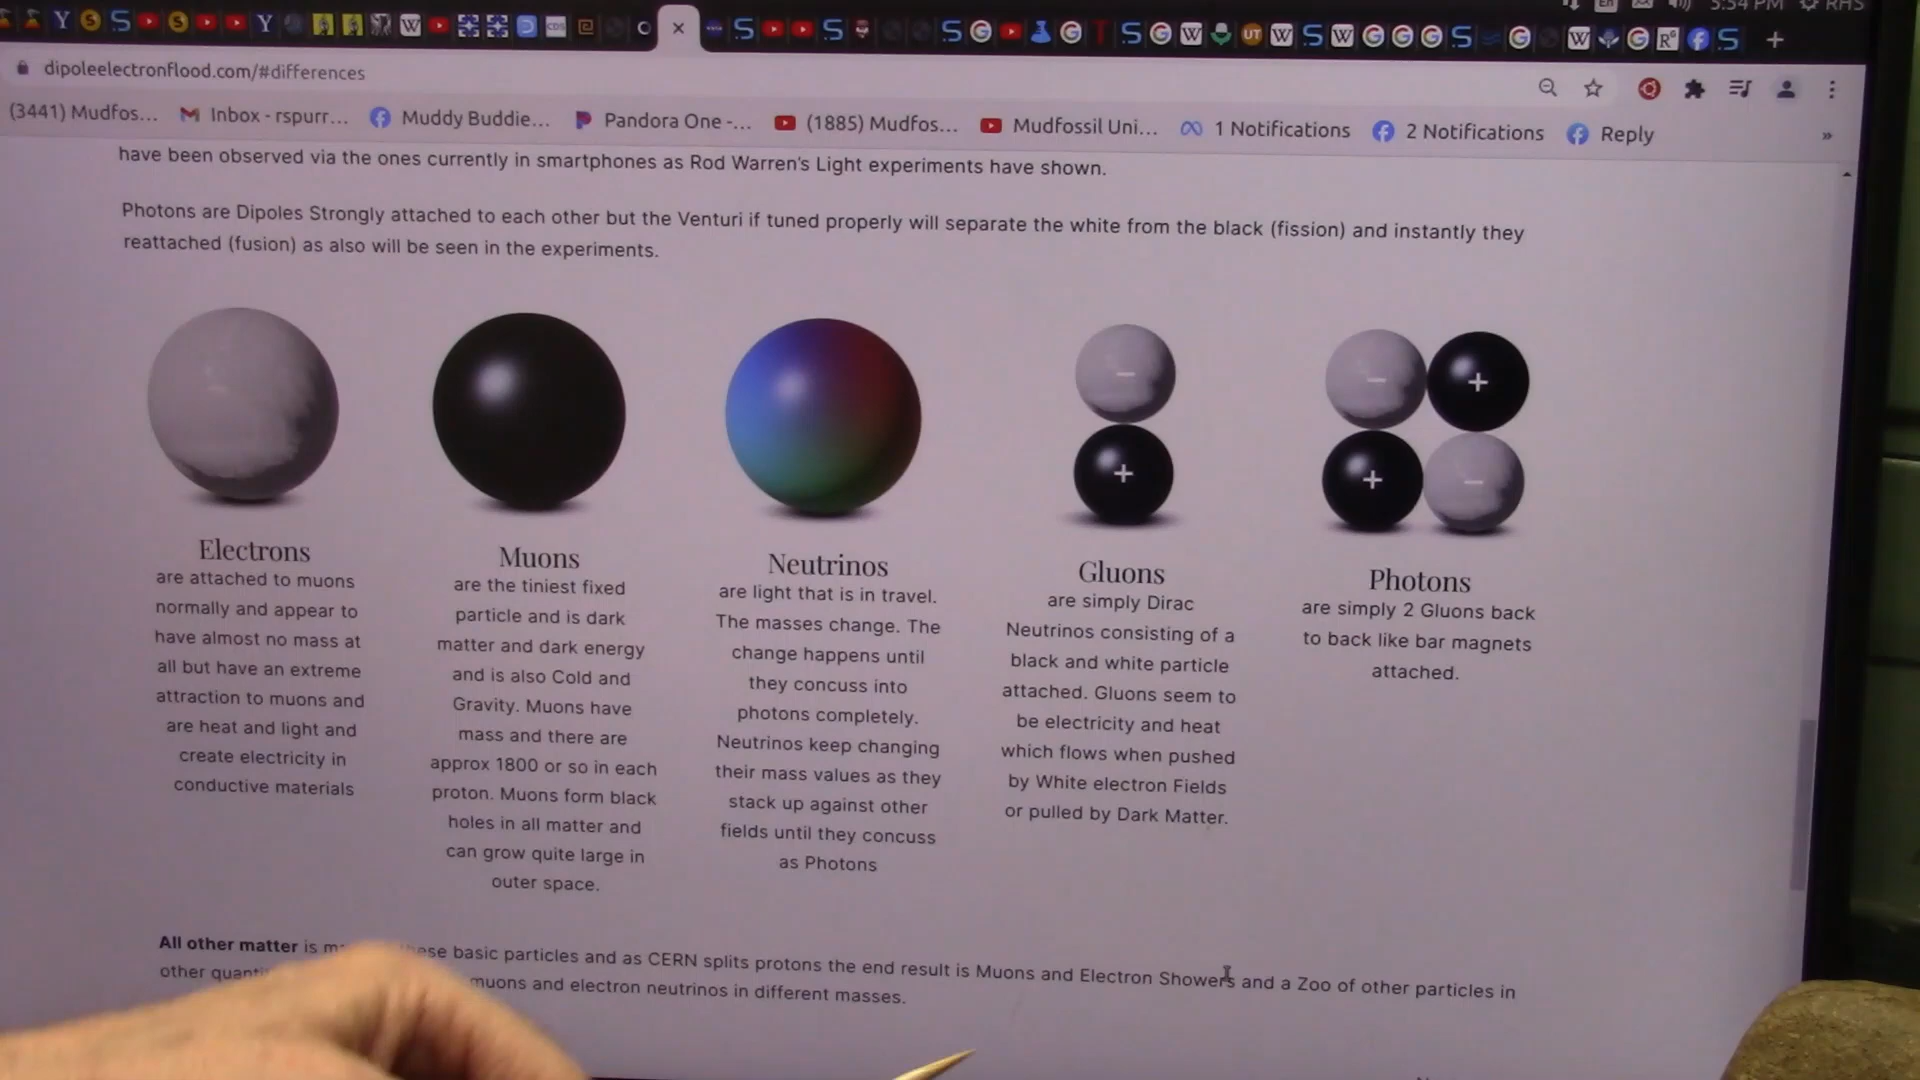 5:54 PM RHS
dipoleelectronflood.com/#differences
(3441) Mudfos... Inbox - rspurr... Muddy Buddie... Pandora One -... (1885) Mudfos... Mudfossil Uni... 1 Notifications 2 Notifications Reply »
have been observed via the ones currently in smartphones as Rod Warren's Light experiments have shown.
Photons are Dipoles Strongly attached to each other but the Venturi if tuned properly will separate the white from the black (fission) and instantly they
reattached (fusion) as also will be seen in the experiments.
− + − +
+ −
Electrons
are attached to muons
normally and appear to
have almost no mass at
all but have an extreme
attraction to muons and
are heat and light and
create electricity in
conductive materials
Muons
are the tiniest fixed
particle and is dark
matter and dark energy
and is also Cold and
Gravity. Muons have
mass and there are
approx 1800 or so in each
proton. Muons form black
holes in all matter and
can grow quite large in
outer space.
Neutrinos
are light that is in travel.
The masses change. The
change happens until
they concuss into
photons completely.
Neutrinos keep changing
their mass values as they
stack up against other
fields until they concuss
as Photons
Gluons
are simply Dirac
Neutrinos consisting of a
black and white particle
attached. Gluons seem to
be electricity and heat
which flows when pushed
by White electron Fields
or pulled by Dark Matter.
Photons
are simply 2 Gluons back
to back like bar magnets
attached.
All other matter is basic particles and as CERN splits protons the end result is Muons and Electron Showers and a Zoo of other particles in
other muons and electron neutrinos in different masses.